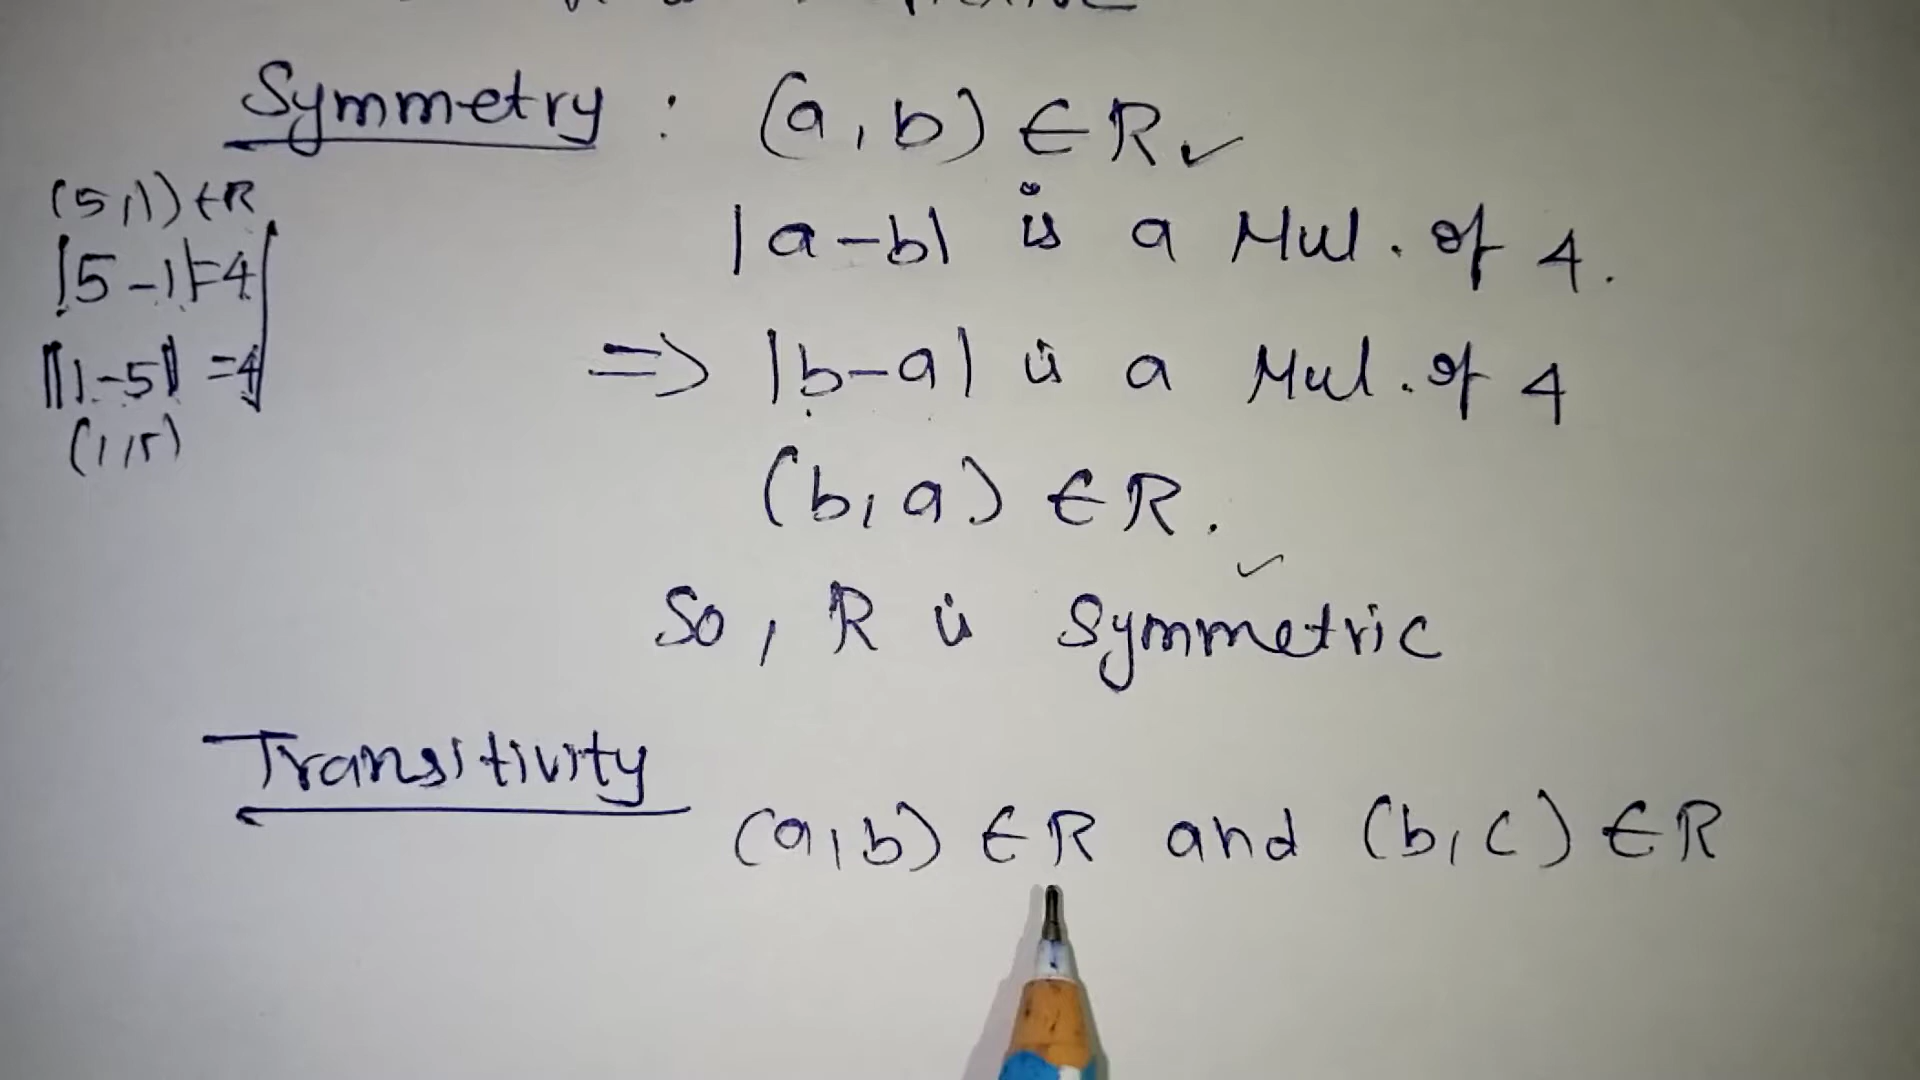 Symmetry : (a, b) ∈ R ✓
|a-b| is a Mul. of 4.
=> |b-a| is a Mul. of 4
(b, a) ∈ R.
So, R is Symmetric ✓
(5,1) ∈ R
|5-1|=4
|1-5| =4
(1,5)
Transitivity
(a,b) ∈ R and (b, c) ∈ R